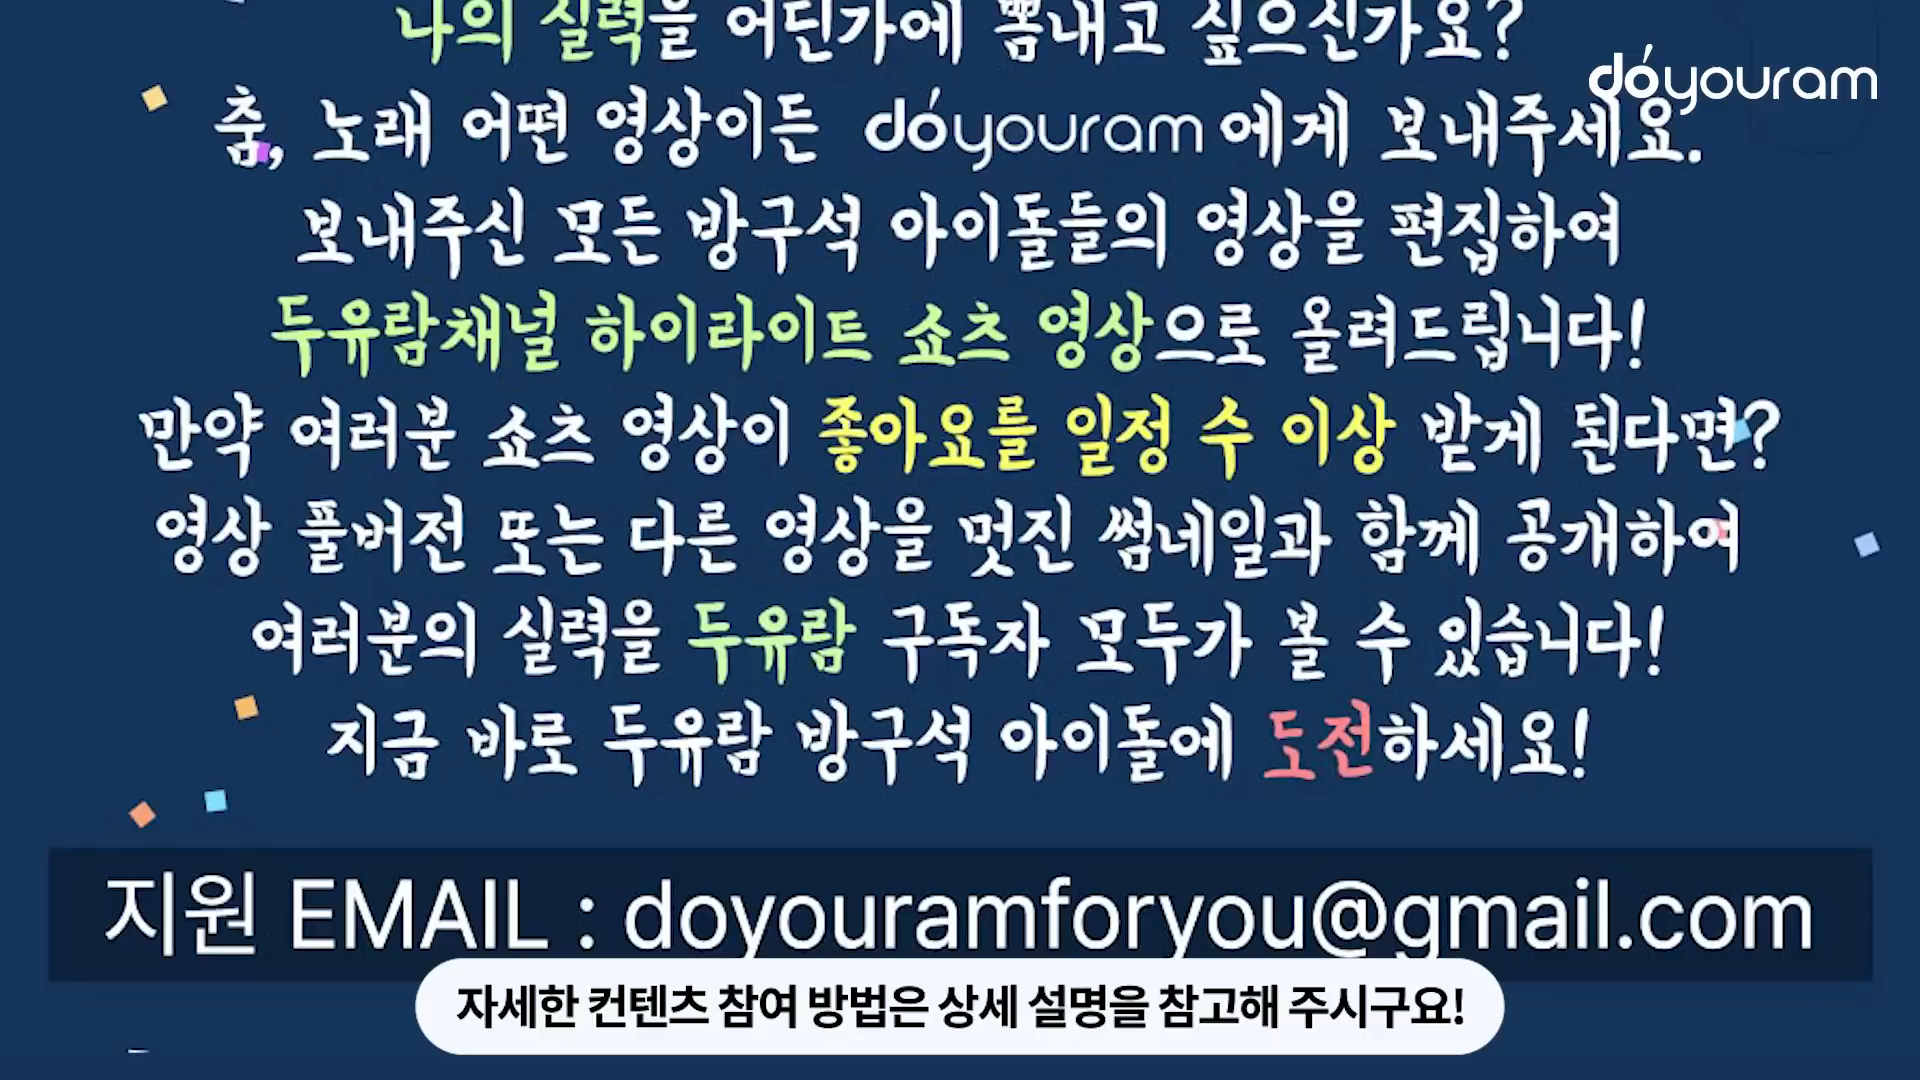 나의 실력을 어딘가에 뽐내고 싶으신가요?
doyouram
춤, 노래 어떤 영상이든 doyouram에게 보내주세요.
보내주신 모든 방구석 아이돌들의 영상을 편집하여
두유람채널 하이라이트 쇼츠 영상으로 올려드립니다!
만약 여러분 쇼츠 영상이 좋아요를 일정 수 이상 받게 된다면?
영상 풀버전 또는 다른 영상을 멋진 썸네일과 함께 공개하여
여러분의 실력을 두유람 구독자 모두가 볼 수 있습니다!
지금 바로 두유람 방구석 아이돌에 도전하세요!
지원 EMAIL : doyouramforyou@gmail.com
자세한 컨텐츠 참여 방법은 상세 설명을 참고해 주시구요!